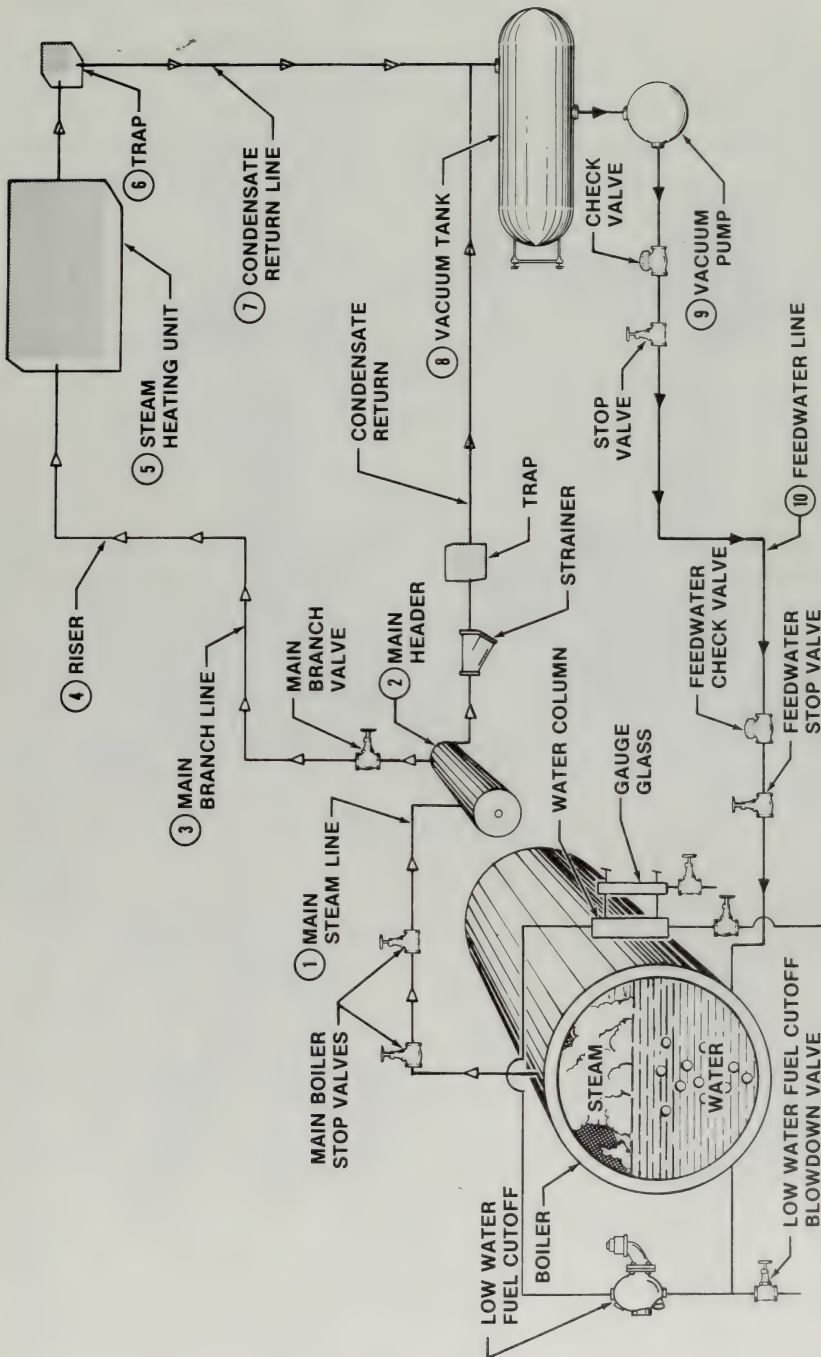 ① MAIN
STEAM LINE
② MAIN
HEADER
③ MAIN
BRANCH LINE
④ RISER
⑤ STEAM
HEATING UNIT
⑥ TRAP
⑦ CONDENSATE
RETURN LINE
⑧ VACUUM TANK
⑨ VACUUM
PUMP
⑩ FEEDWATER LINE
MAIN BOILER
STOP VALVES
MAIN
BRANCH
VALVE
CONDENSATE
RETURN
TRAP
STRAINER
CHECK
VALVE
STOP
VALVE
FEEDWATER
CHECK VALVE
FEEDWATER
STOP VALVE
WATER COLUMN
GAUGE
GLASS
STEAM
WATER
BOILER
LOW WATER
FUEL CUTOFF
LOW WATER FUEL CUTOFF
BLOWDOWN VALVE